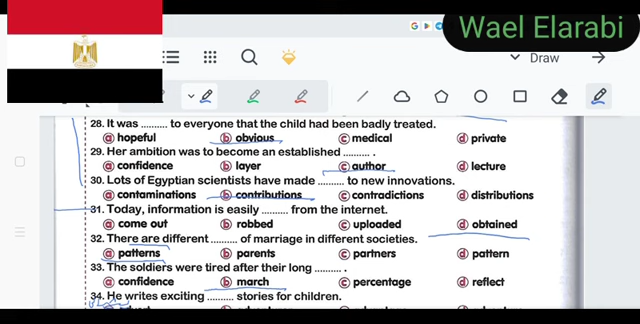 Wael Elarabi
Draw
28. It was .......... to everyone that the child had been badly treated.
a hopeful b obvious c medical d private
29. Her ambition was to become an established .......... .
a confidence b layer c author d lecture
30. Lots of Egyptian scientists have made .......... to new innovations.
a contaminations b contributions c contradictions d distributions
31. Today, information is easily .......... from the internet.
a come out b robbed c uploaded d obtained
32. There are different .......... of marriage in different societies.
a patterns b parents c partners d pattern
33. The soldiers were tired after their long .......... .
a confidence b march c percentage d reflect
34. He writes exciting .......... stories for children.